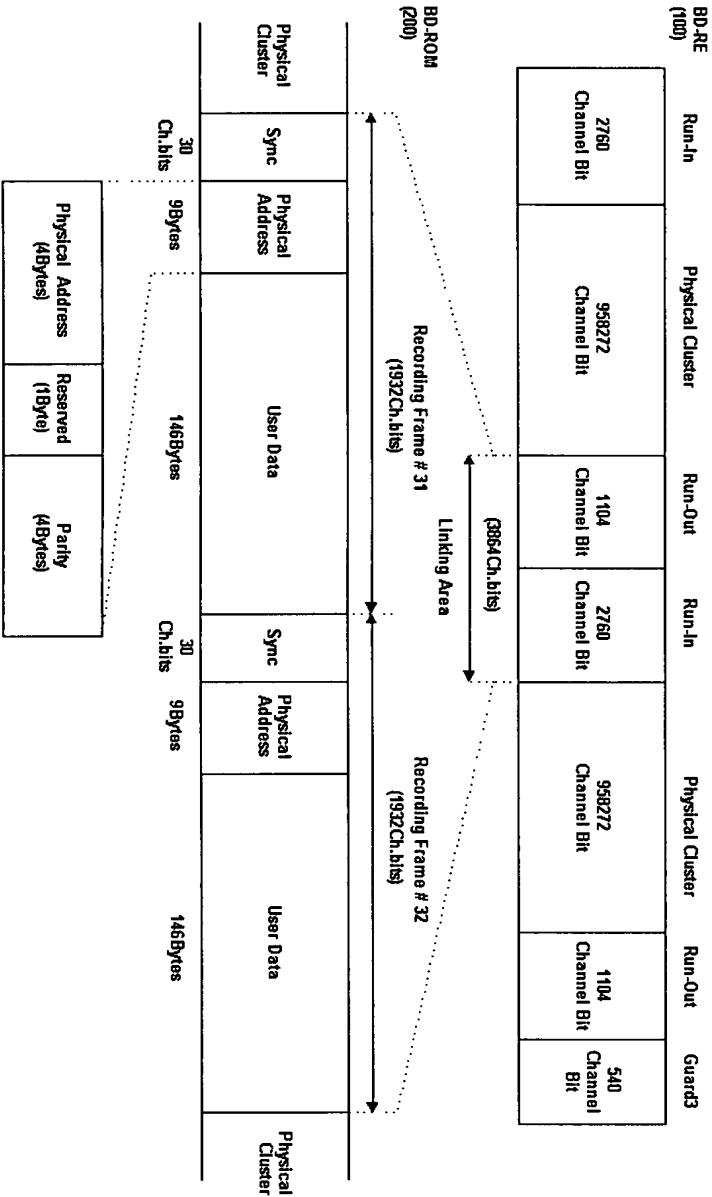 BD-RE
(100)
Run-In
Physical Cluster
Run-Out
Run-In
Physical Cluster
Run-Out
Guard3
2760
Channel Bit
958272
Channel Bit
1104
Channel Bit
2760
Channel Bit
958272
Channel Bit
1104
Channel Bit
540
Channel
Bit
(3864Ch.bits)
Linking Area
BD-ROM
(200)
Recording Frame # 31
(1932Ch.bits)
Recording Frame # 32
(1932Ch.bits)
Physical
Cluster
Sync
Physical
Address
User Data
Sync
Physical
Address
User Data
Physical
Cluster
30
Ch.bits
9Bytes
146Bytes
30
Ch.bits
9Bytes
146Bytes
Physical Address
(4Bytes)
Reserved
(1Byte)
Parity
(4Bytes)